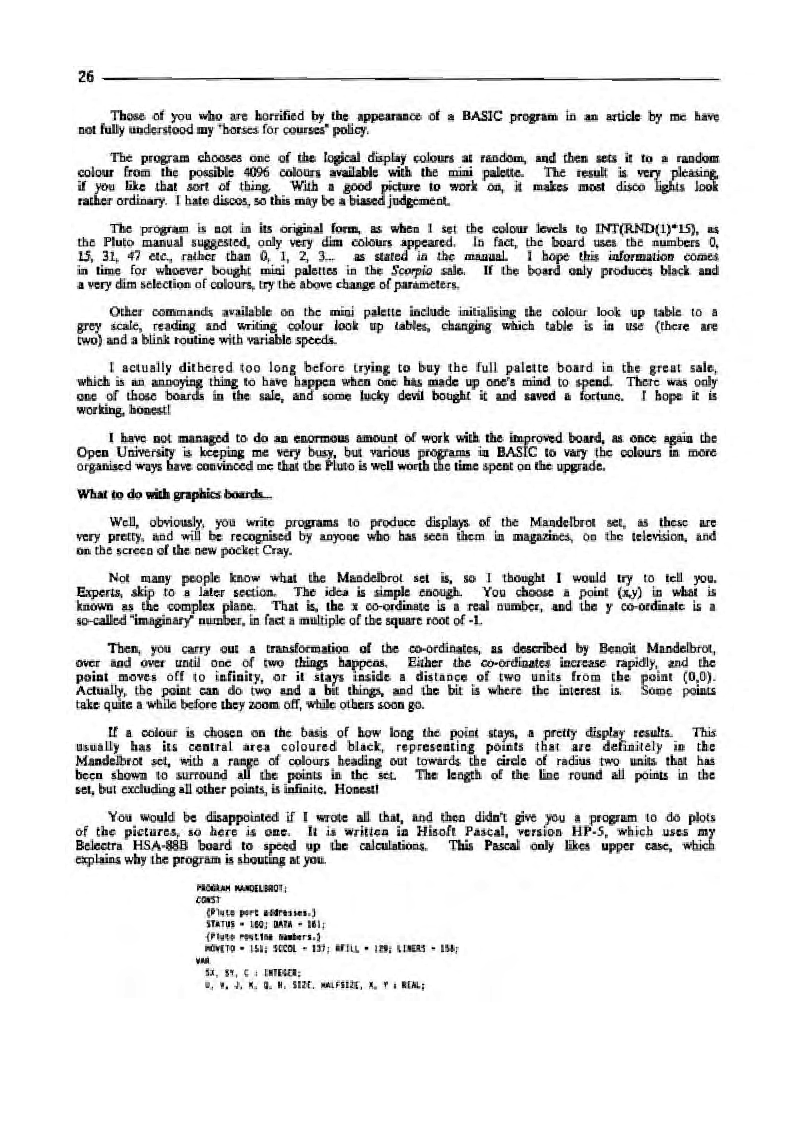 26
Those of you who are horrified by the appearance of a BASIC program in an article by me have
not fully understood my "horses for courses" policy.
The program chooses one of the logical display colours at random, and then sets it to a random
colour from the possible 4096 colours available with the mini palette. The result is very pleasing,
if you like that sort of thing. With a good picture to work on, it makes most disco lights look
rather ordinary. I hate discos, so this may be a biased judgement.
The program is not in its original form, as when I set the colour levels to INT(RND(1)*15), as
the Pluto manual suggested, only very dim colours appeared. In fact, the board uses the numbers 0,
15, 31, 47 etc., rather than 0, 1, 2, 3... as stated in the manual. I hope this information comes
in time for whoever bought mini palettes in the Scorpio sale. If the board only produces black and
a very dim selection of colours, try the above change of parameters.
Other commands available on the mini palette include initialising the colour look up table to a
grey scale, reading and writing colour look up tables, changing which table is in use (there are
two) and a blink routine with variable speeds.
I actually dithered too long before trying to buy the full palette board in the great sale,
which is an annoying thing to have happen when one has made up one's mind to spend. There was only
one of those boards in the sale, and some lucky devil bought it and saved a fortune. I hope it is
working, honest!
I have not managed to do an enormous amount of work with the improved board, as once again the
Open University is keeping me very busy, but various programs in BASIC to vary the colours in more
organised ways have convinced me that the Pluto is well worth the time spent on the upgrade.
What to do with graphics boards...
Well, obviously, you write programs to produce displays of the Mandelbrot set, as these are
very pretty, and will be recognised by anyone who has seen them in magazines, on the television, and
on the screen of the new pocket Cray.
Not many people know what the Mandelbrot set is, so I thought I would try to tell you.
Experts, skip to a later section. The idea is simple enough. You choose a point (x,y) in what is
known as the complex plane. That is, the x co-ordinate is a real number, and the y co-ordinate is a
so-called "imaginary" number, in fact a multiple of the square root of -1.
Then, you carry out a transformation of the co-ordinates, as described by Benoit Mandelbrot,
over and over until one of two things happens. Either the co-ordinates increase rapidly, and the
point moves off to infinity, or it stays inside a distance of two units from the point (0,0).
Actually, the point can do two and a bit things, and the bit is where the interest is. Some points
take quite a while before they zoom off, while others soon go.
If a colour is chosen on the basis of how long the point stays, a pretty display results. This
usually has its central area coloured black, representing points that are definitely in the
Mandelbrot set, with a range of colours heading out towards the circle of radius two units that has
been shown to surround all the points in the set. The length of the line round all points in the
set, but excluding all other points, is infinite. Honest!
You would be disappointed if I wrote all that, and then didn't give you a program to do plots
of the pictures, so here is one. It is written in Hisoft Pascal, version HP-5, which uses my
Belectra HSA-88B board to speed up the calculations. This Pascal only likes upper case, which
explains why the program is shouting at you.
PROGRAM MANDELBROT;
CONST
{Pluto port addresses.}
STATUS = 160; DATA = 161;
{Pluto routine numbers.}
MOVETO = 151; SCCOL = 137; RFILL = 129; LINERS = 158;
VAR
SX, SY, C : INTEGER;
U, V, J, K, Q, H, SIZE, HALFSIZE, X, Y : REAL;